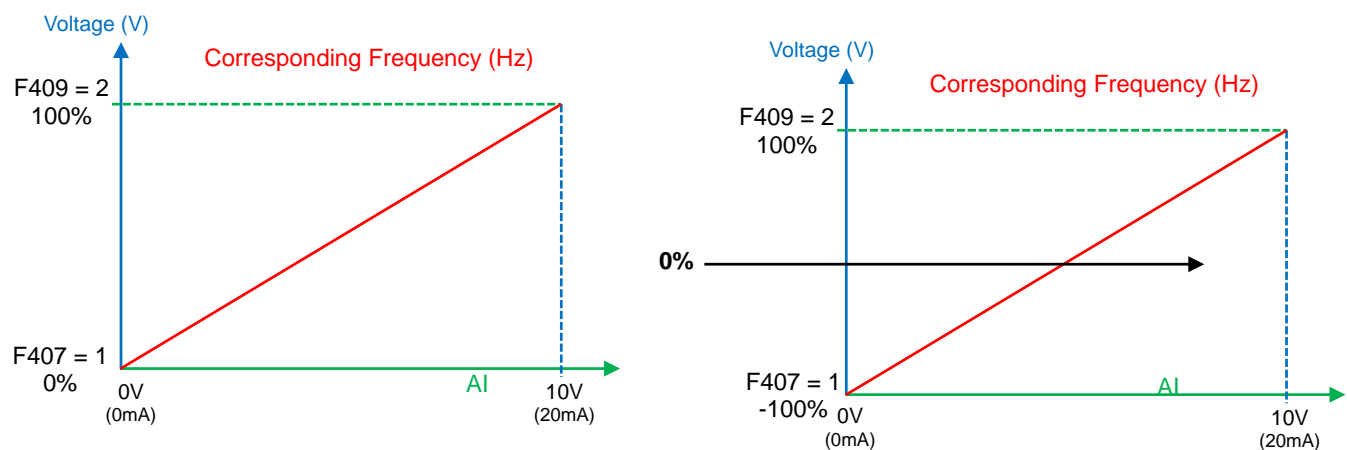 Voltage (V)
Corresponding Frequency (Hz)
F409 = 2
100%
F407 = 1
0%
0V
(0mA)
AI
10V
(20mA)
Voltage (V)
Corresponding Frequency (Hz)
F409 = 2
100%
0%
F407 = 1
-100%
0V
(0mA)
AI
10V
(20mA)